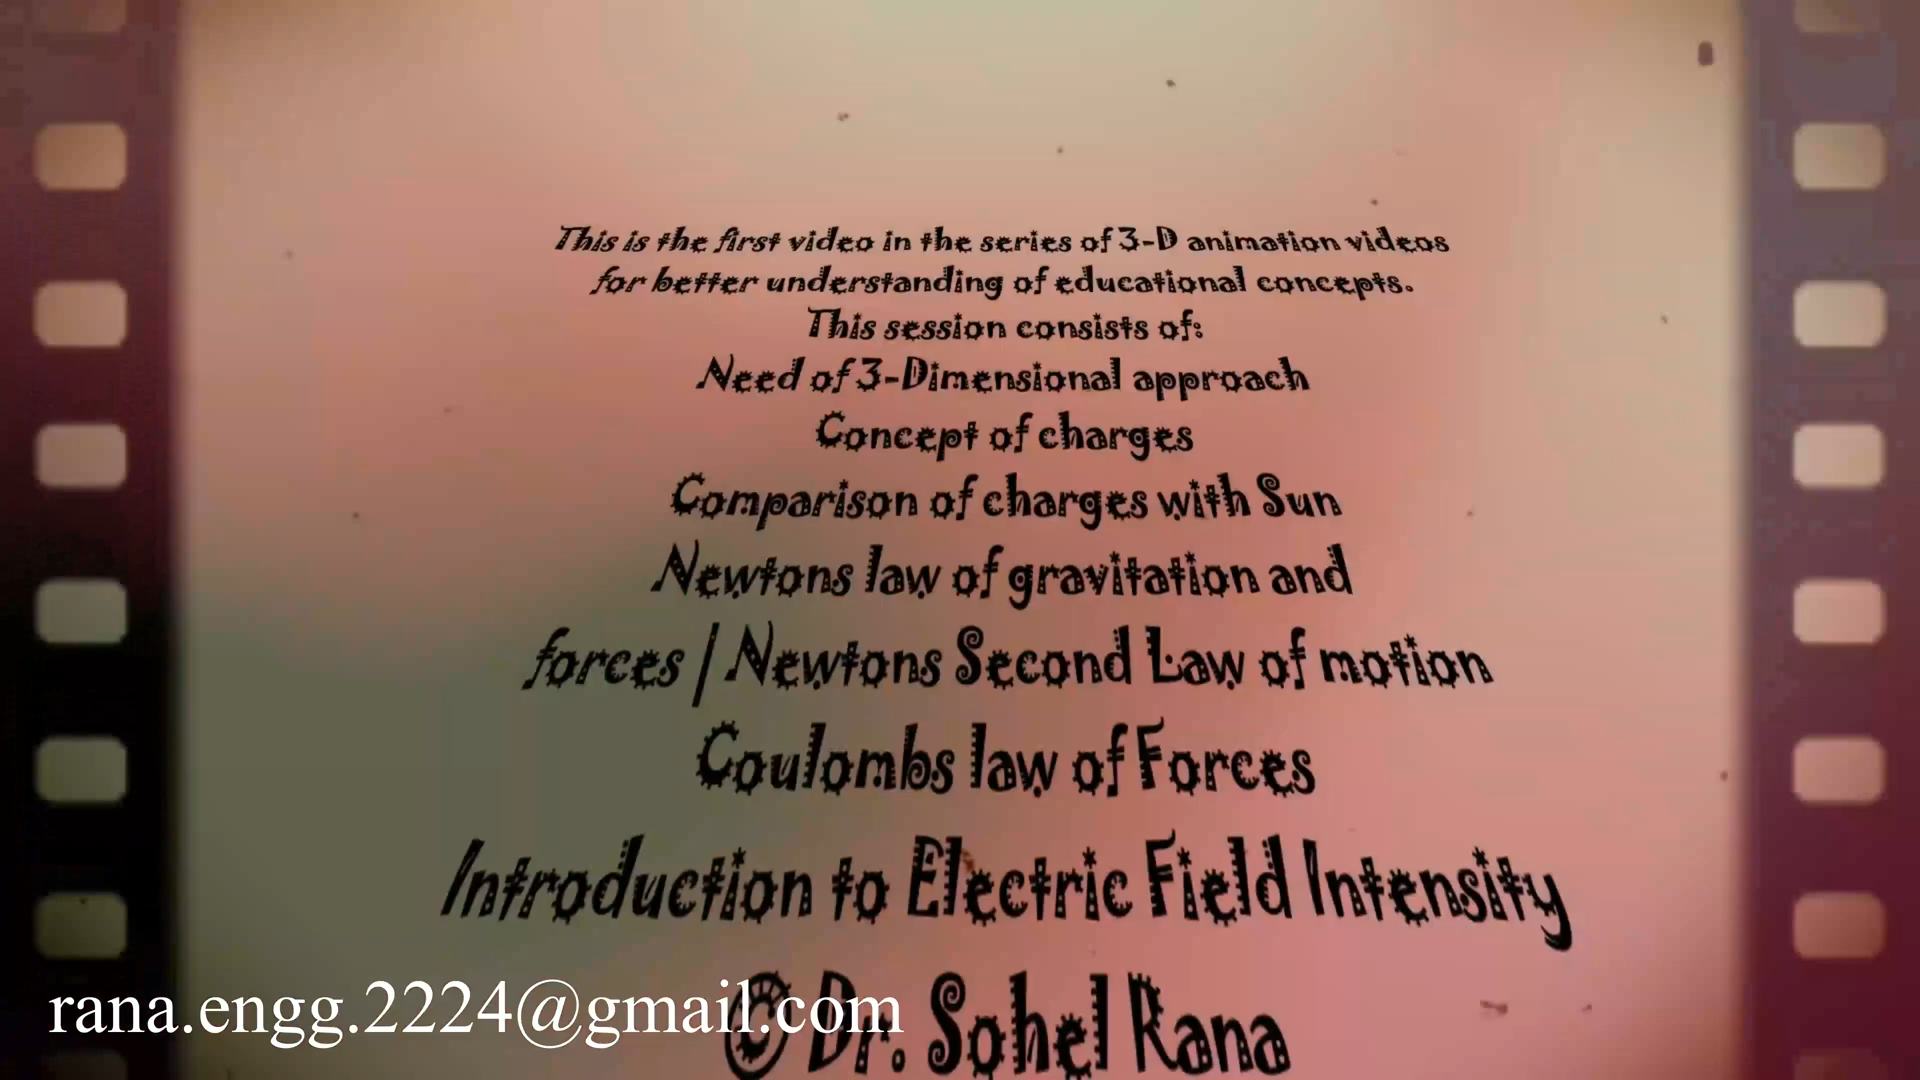 This is the first video in the series of 3-D animation videos
for better understanding of educational concepts.
This session consists of:
Need of 3-Dimensional approach
Concept of charges
Comparison of charges with Sun
Newtons law of gravitation and
forces / Newtons Second Law of motion
Coulombs law of Forces
Introduction to Electric Field Intensity
© Dr. Sohel Rana
rana.engg.2224@gmail.com